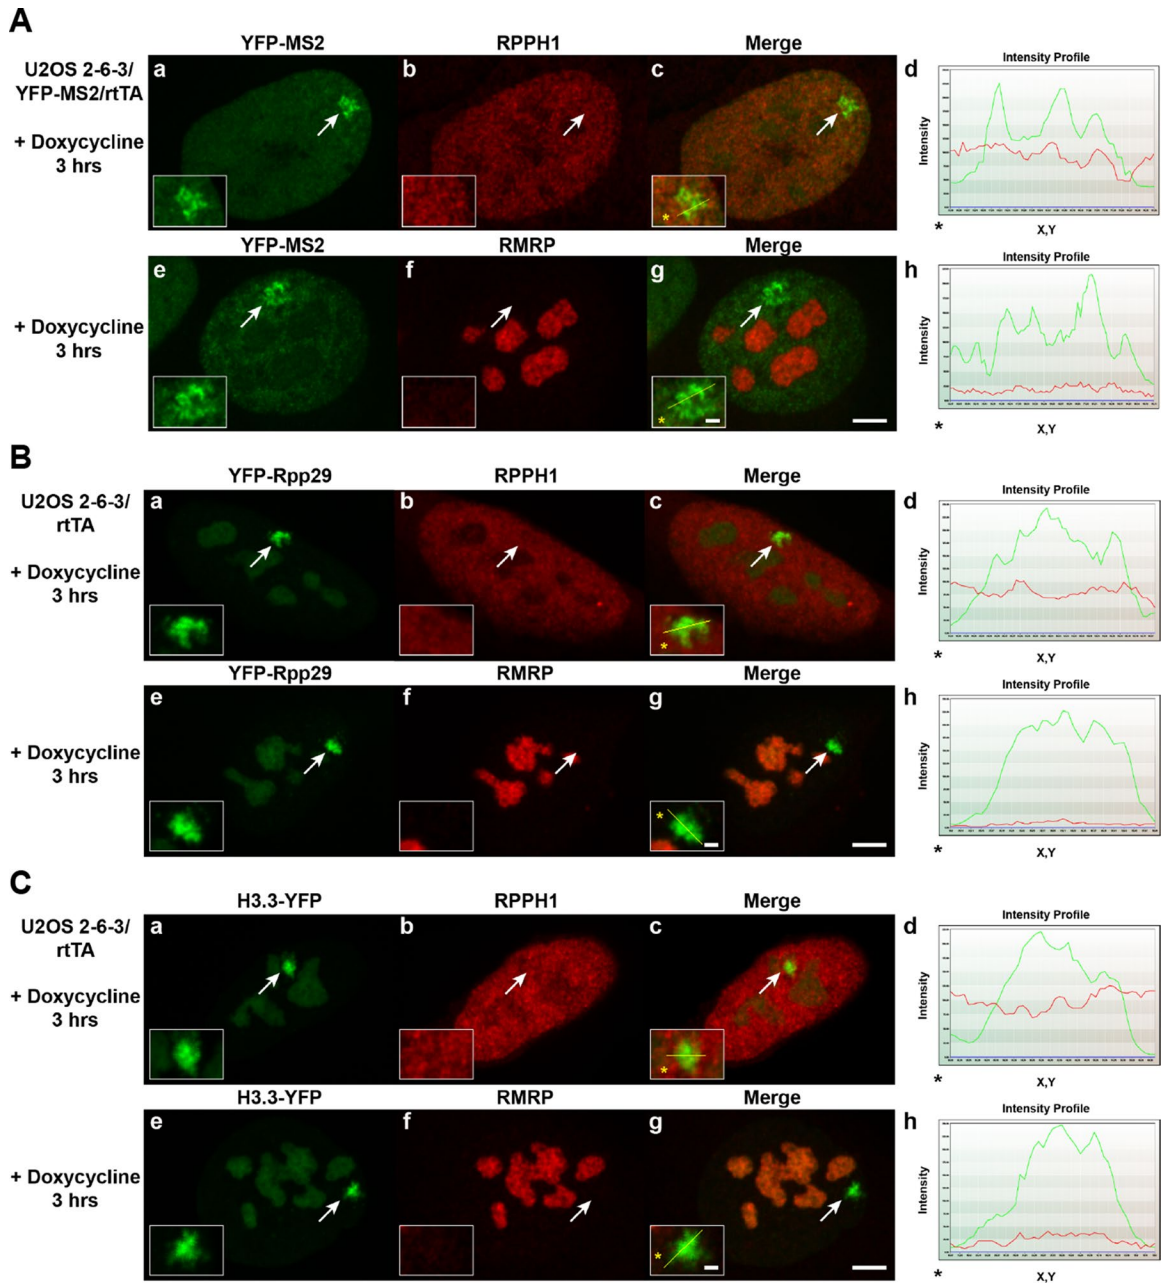 A
YFP-MS2 RPPH1 Merge
U2OS 2-6-3/
YFP-MS2/rtTA
+ Doxycycline
3 hrs
a b c d
Intensity Profile
Intensity
*
* X,Y
YFP-MS2 RMRP Merge
+ Doxycycline
3 hrs
e f g h
Intensity Profile
Intensity
*
* X,Y
B
YFP-Rpp29 RPPH1 Merge
U2OS 2-6-3/
rtTA
+ Doxycycline
3 hrs
a b c d
Intensity Profile
Intensity
*
* X,Y
YFP-Rpp29 RMRP Merge
+ Doxycycline
3 hrs
e f g h
Intensity Profile
Intensity
*
* X,Y
C
H3.3-YFP RPPH1 Merge
U2OS 2-6-3/
rtTA
+ Doxycycline
3 hrs
a b c d
Intensity Profile
Intensity
*
* X,Y
H3.3-YFP RMRP Merge
+ Doxycycline
3 hrs
e f g h
Intensity Profile
Intensity
*
* X,Y